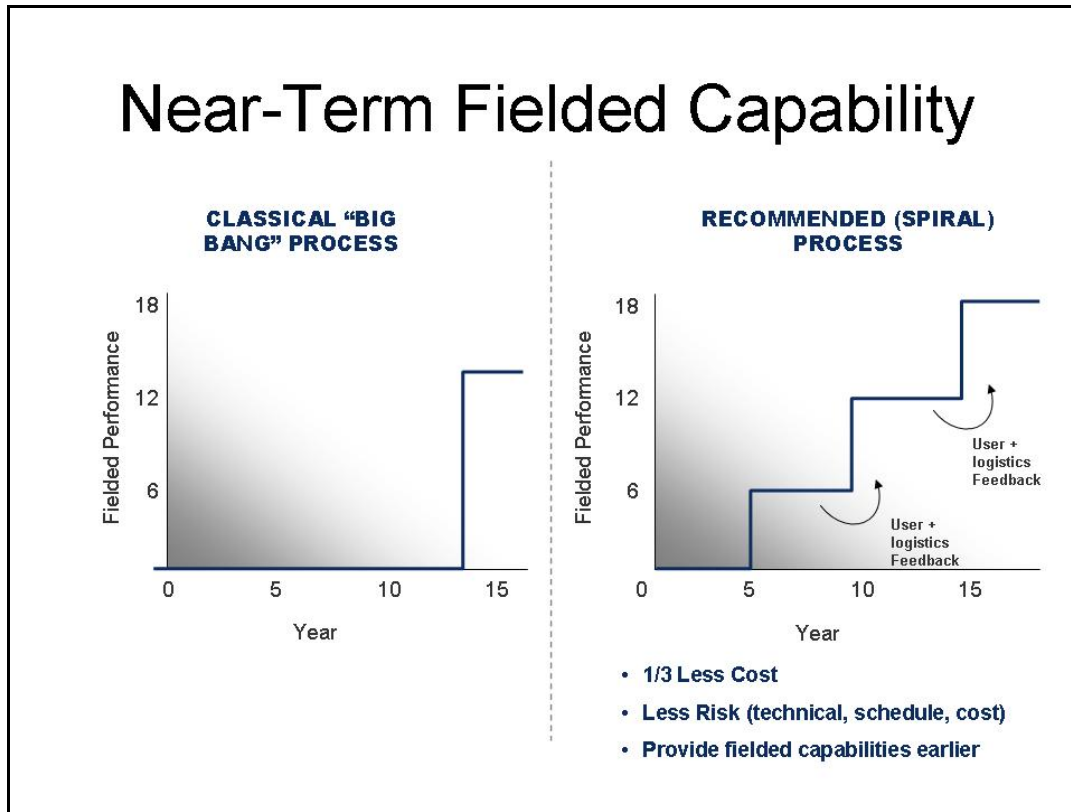 Near-Term Fielded Capability
CLASSICAL “BIG
BANG” PROCESS
18
12
6
Fielded Performance
0 5 10 15
Year
RECOMMENDED (SPIRAL)
PROCESS
18
12
6
Fielded Performance
User +
logistics
Feedback
User +
logistics
Feedback
0 5 10 15
Year
• 1/3 Less Cost
• Less Risk (technical, schedule, cost)
• Provide fielded capabilities earlier